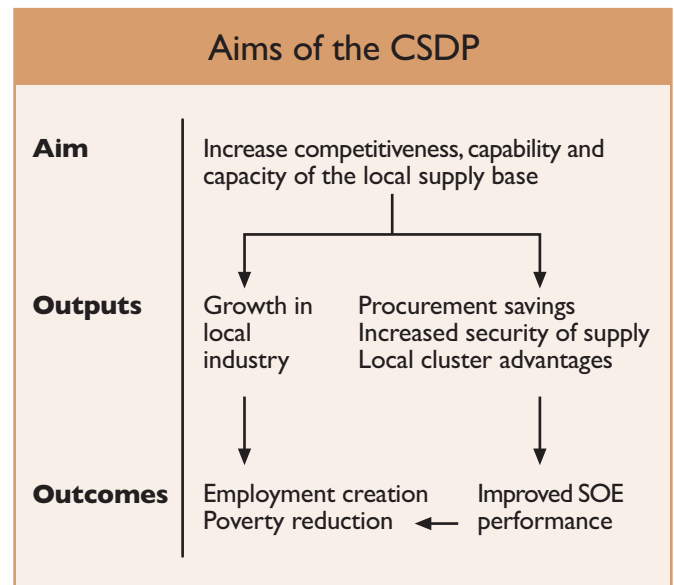 Aims of the CSDP
Aim
Increase competitiveness, capability and
capacity of the local supply base
Outputs
Growth in
local
industry
Procurement savings
Increased security of supply
Local cluster advantages
Outcomes
Employment creation
Poverty reduction
Improved SOE
performance